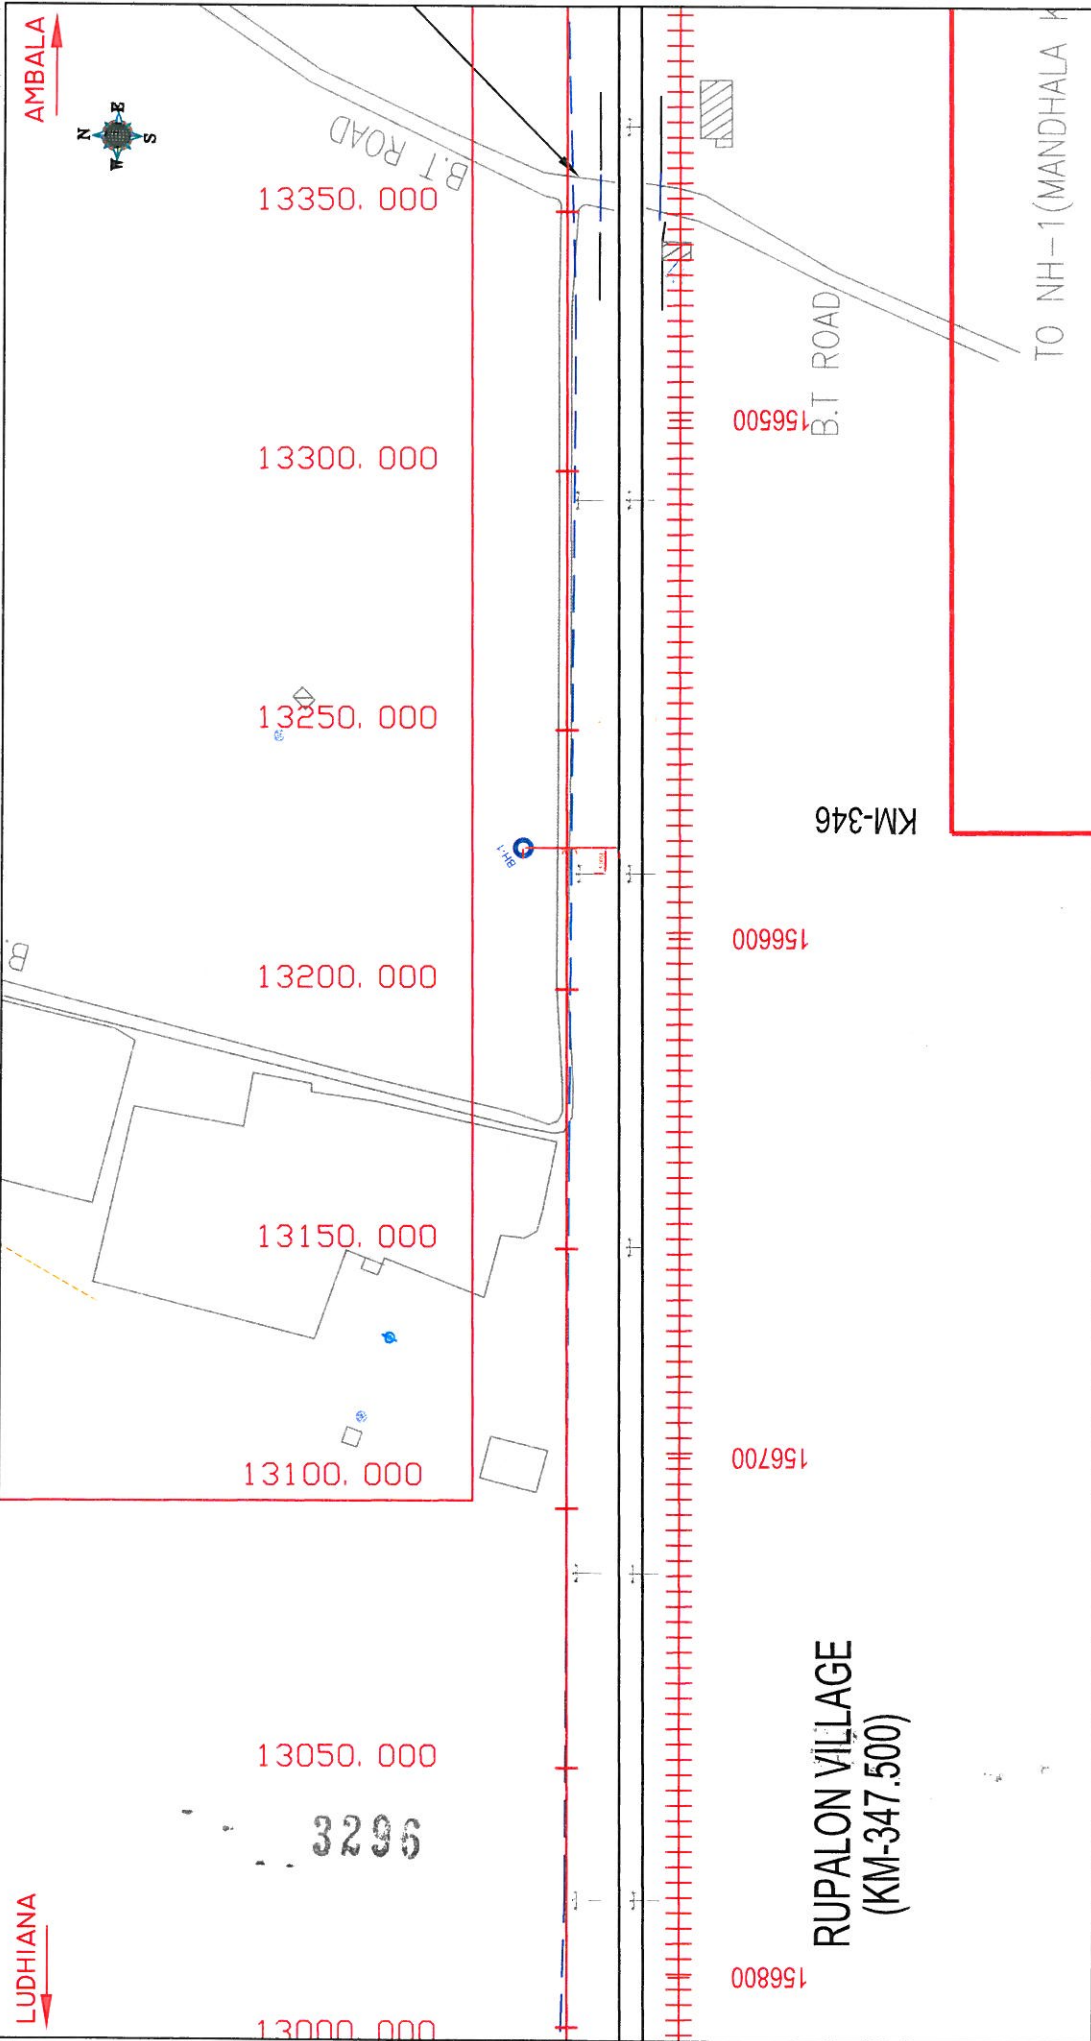 AMBALA
N
E
W
S
B.T ROAD
13350. 000
TO NH-1(MANDHALA
B.T ROAD
156500
13300. 000
13250. 000
BH-1
KM-346
156600
B.
13200. 000
13150. 000
156700
13100. 000
13050. 000
3296
RUPALON VILLAGE
(KM-347.500)
LUDHIANA
156800
13000. 000